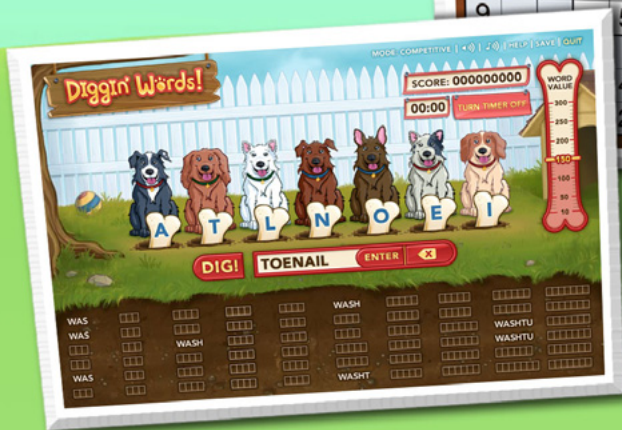 9
MODE: COMPETITIVE | HELP | SAVE | QUIT
Diggin' Words!
SCORE: 000000000
00:00 TURN TIMER OFF
WORD VALUE
300
250
200
150
100
50
10
A T L N O E I
DIG! TOENAIL ENTER X
WAS
WAS
WAS
WASH
WASH
WASHT
WASHTU
WASHTU